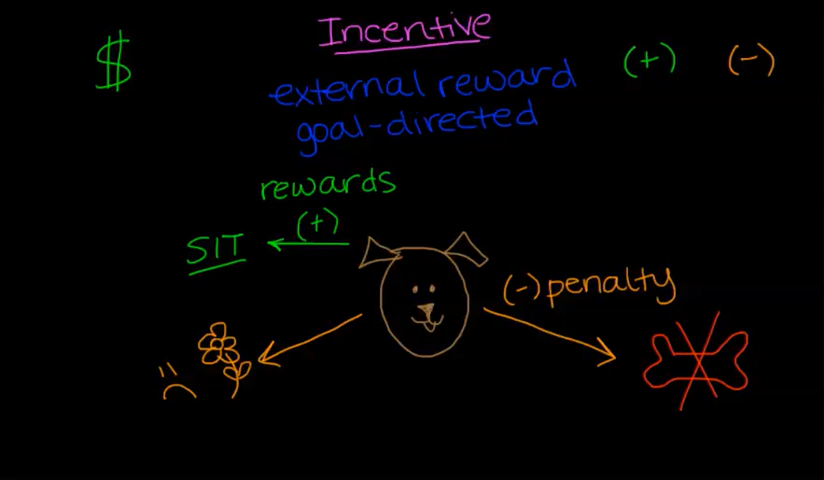 $
Incentive
external reward
goal-directed
(+)
(-)
rewards
(+)
SIT
(-) penalty